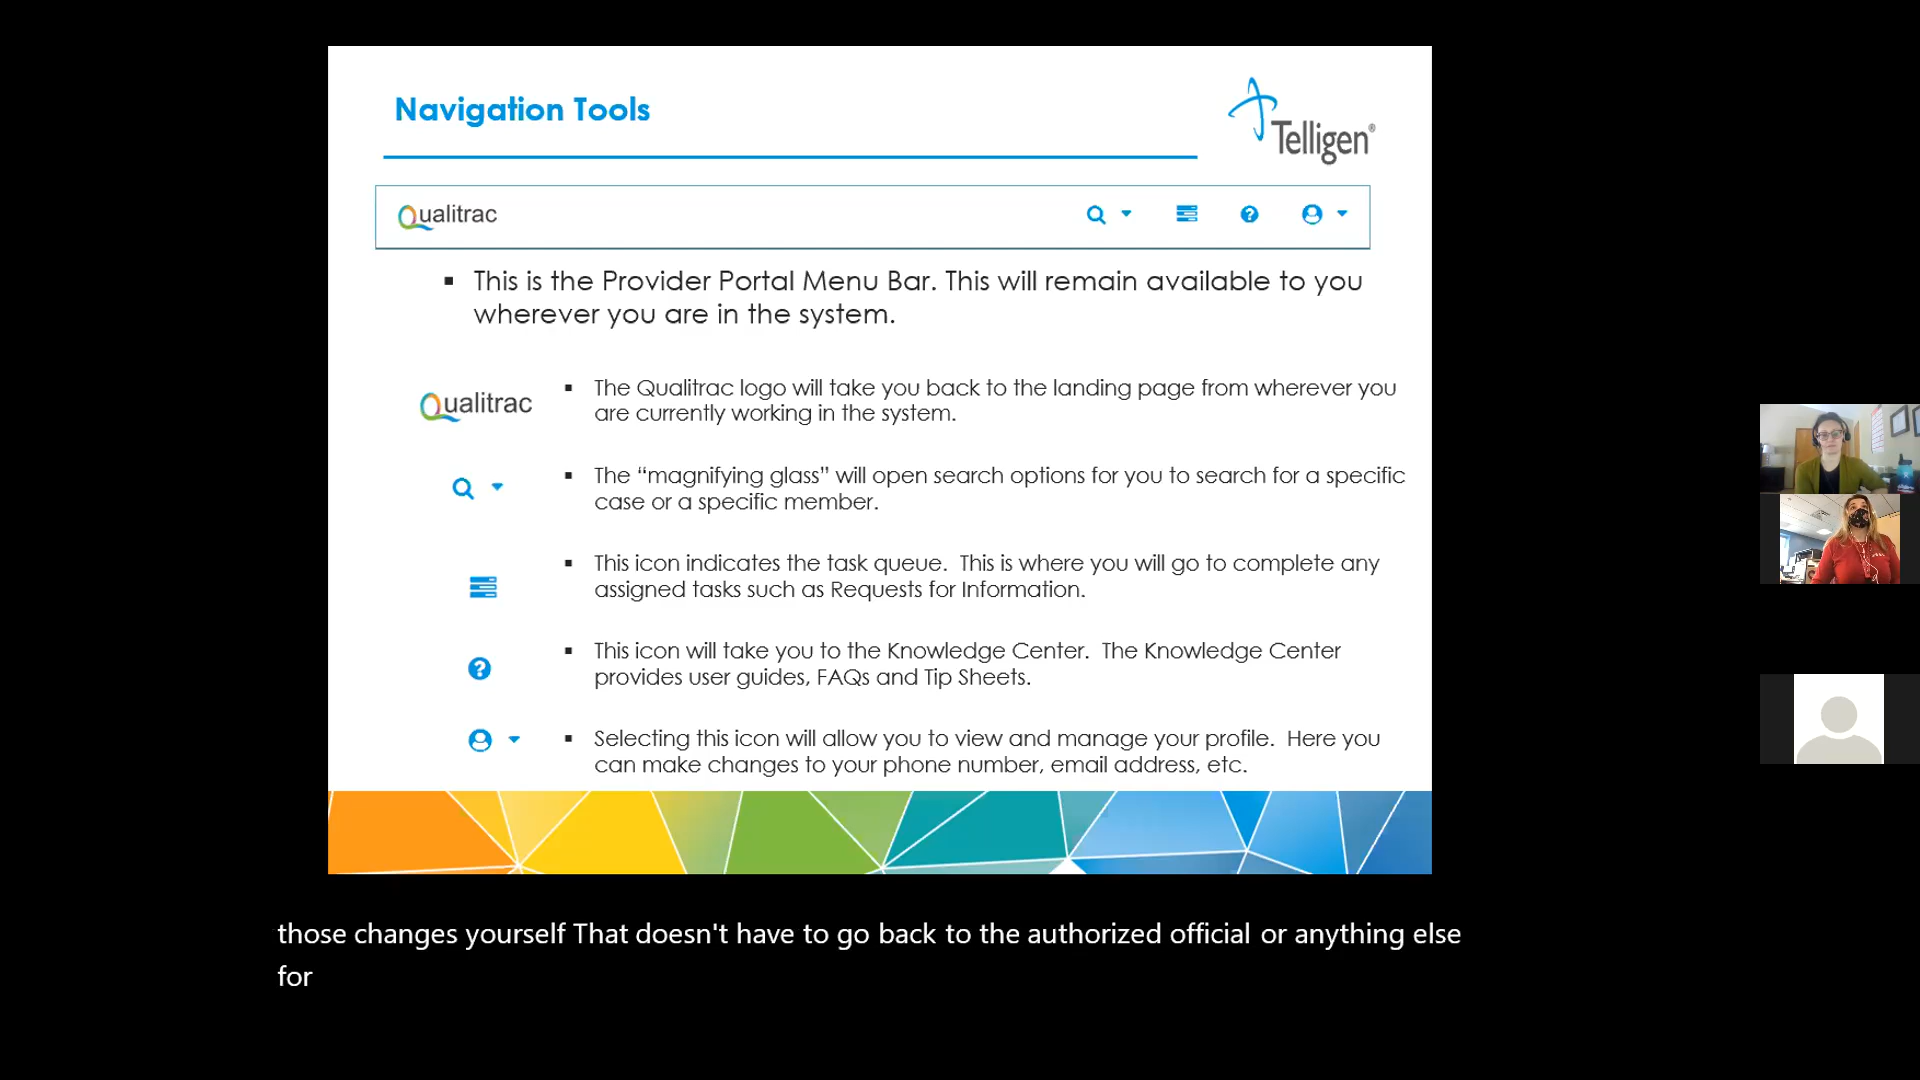 Navigation Tools
Telligen®
Qualitrac
▪ This is the Provider Portal Menu Bar. This will remain available to you
wherever you are in the system.
Qualitrac
▪ The Qualitrac logo will take you back to the landing page from wherever you
are currently working in the system.
▪ The “magnifying glass” will open search options for you to search for a specific
case or a specific member.
▪ This icon indicates the task queue.  This is where you will go to complete any
assigned tasks such as Requests for Information.
?
▪ This icon will take you to the Knowledge Center.  The Knowledge Center
provides user guides, FAQs and Tip Sheets.
▪ Selecting this icon will allow you to view and manage your profile.  Here you
can make changes to your phone number, email address, etc.
those changes yourself That doesn't have to go back to the authorized official or anything else
for